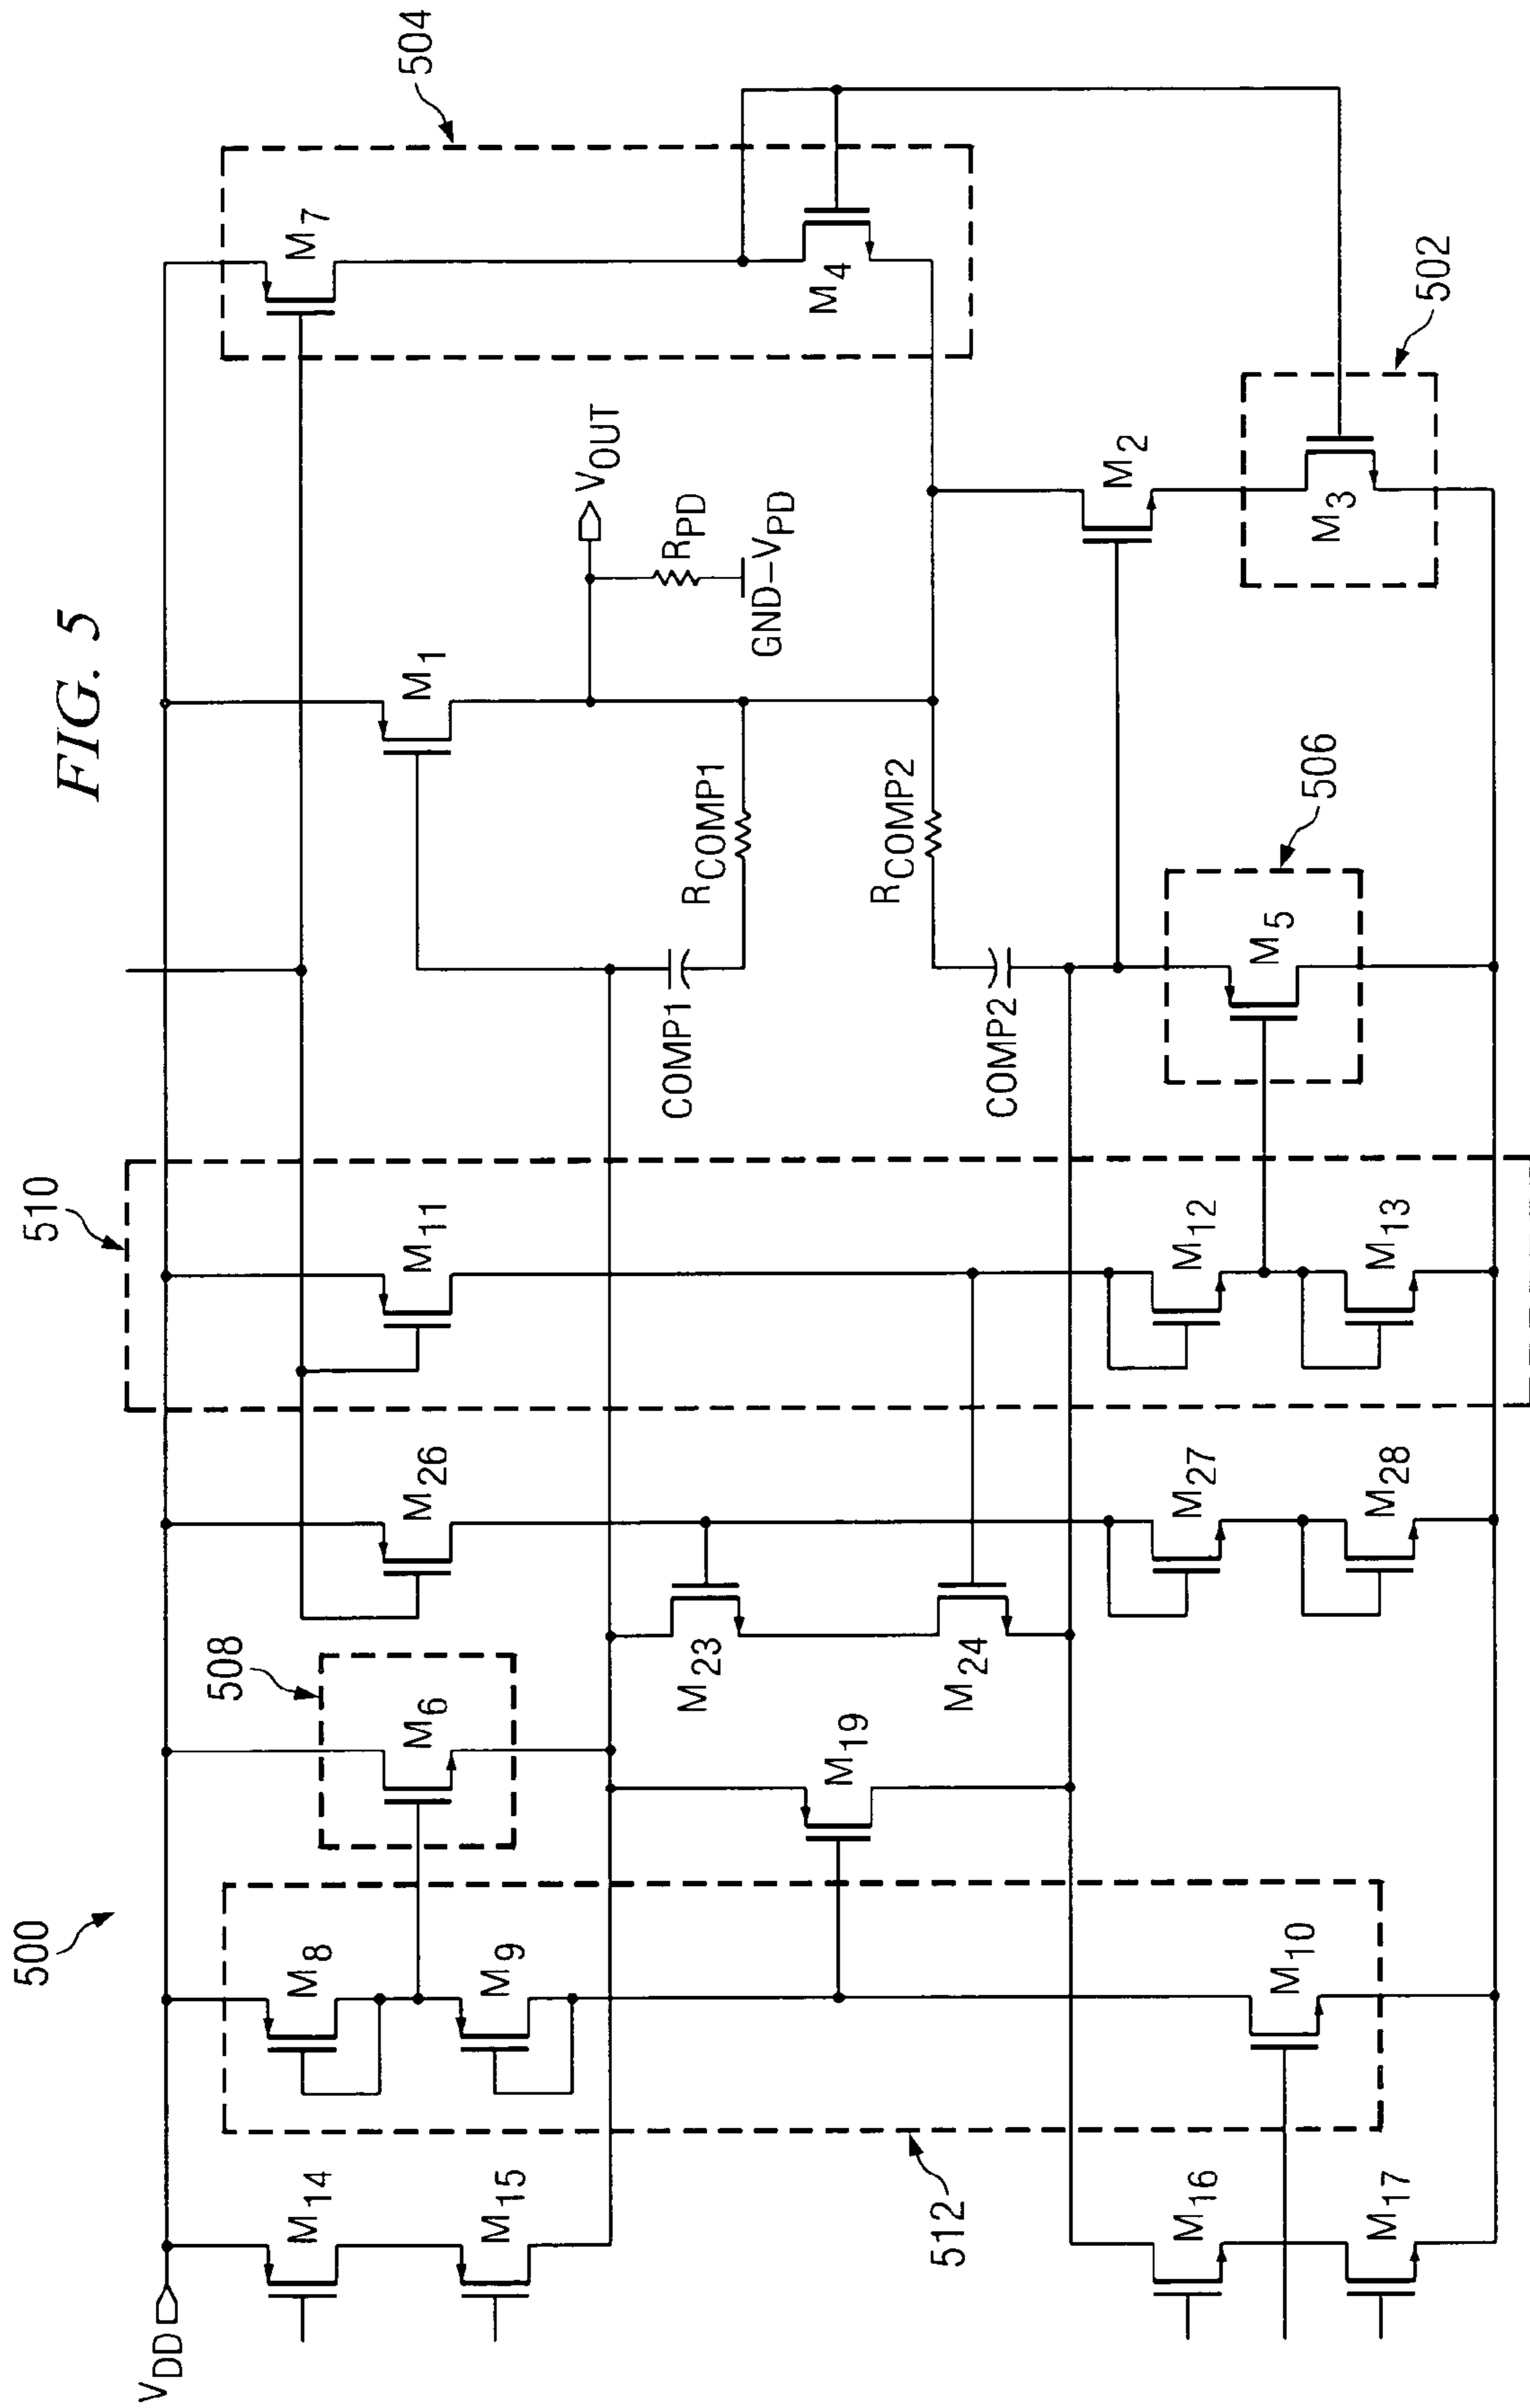 FIG. 5
500
510
504
V_DD
M_14
M_15
M_8
M_9
508
M_6
M_26
M_11
M_1
M_7
V_OUT
R_PD
GND-V_PD
M_4
COMP1
R_COMP1
M_23
M_19
M_24
COMP2
R_COMP2
512
M_16
M_17
M_10
M_27
M_28
M_12
M_13
506
M_5
M_2
502
M_3